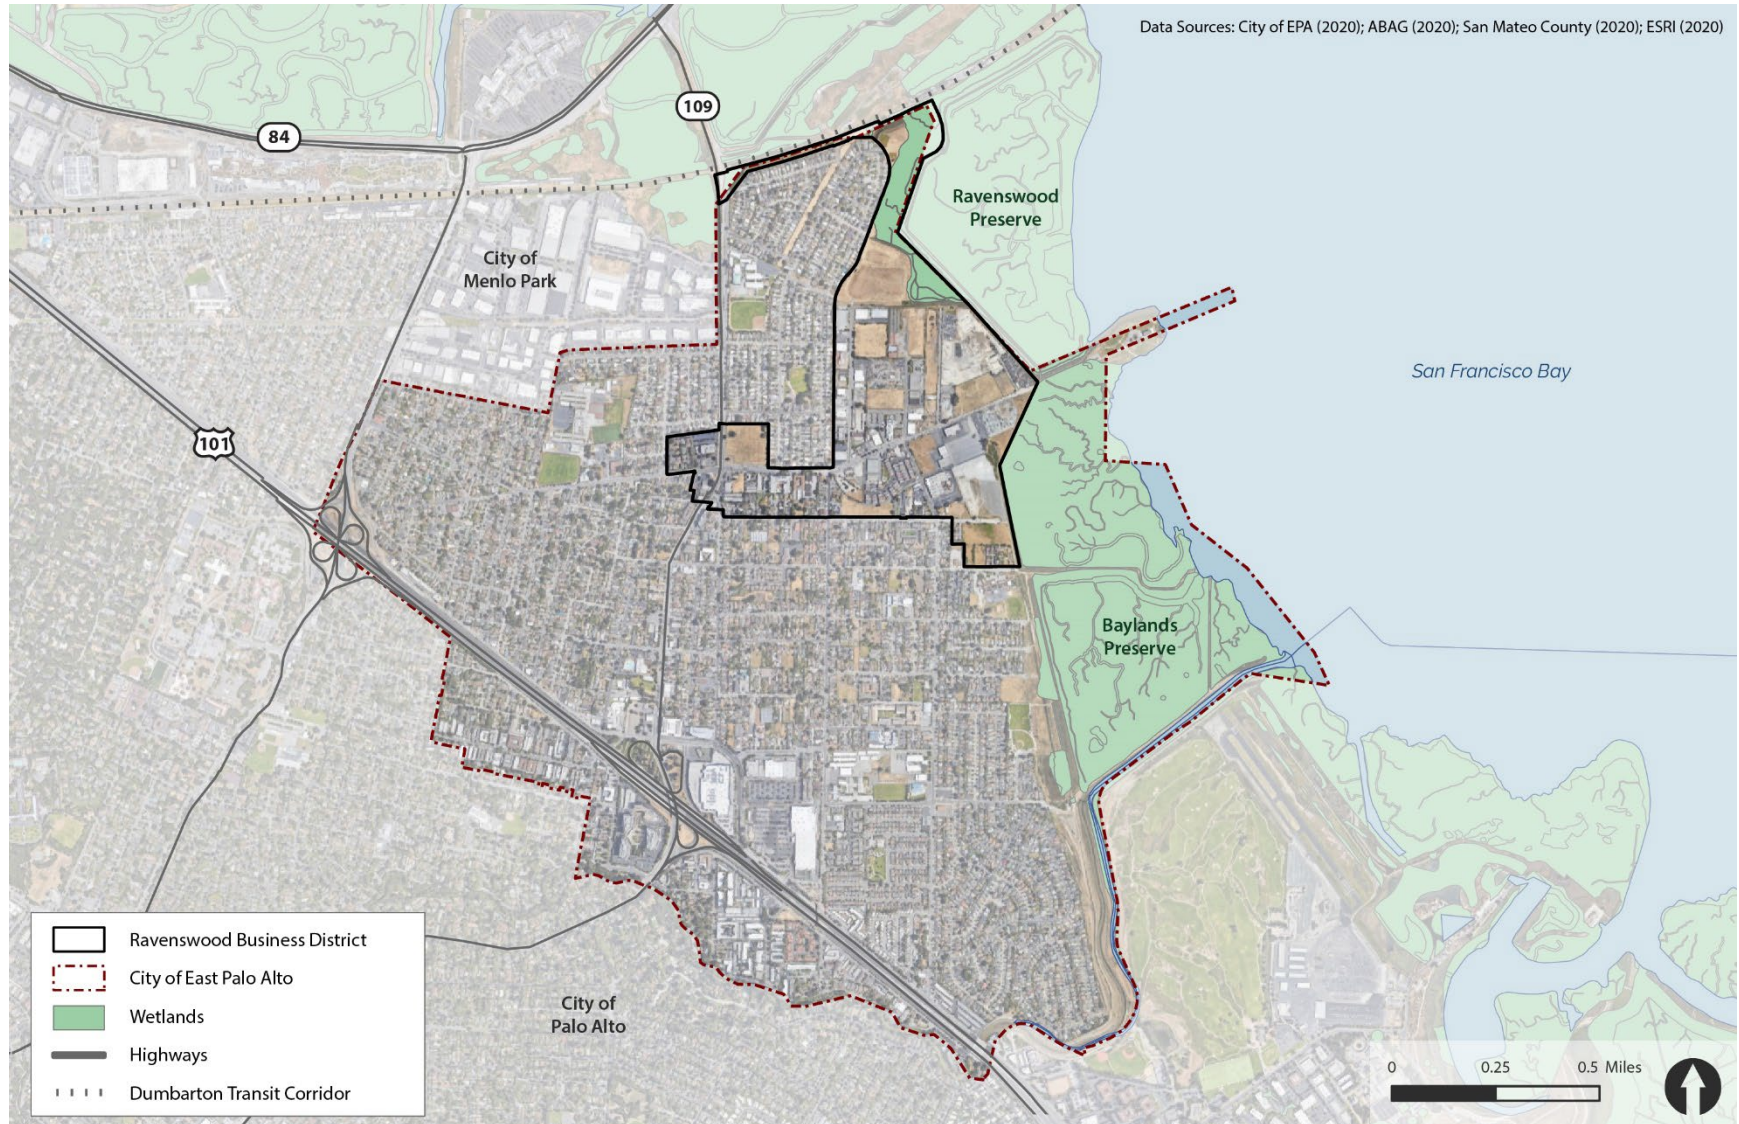 Data Sources: City of EPA (2020); ABAG (2020); San Mateo County (2020); ESRI (2020)
109
84
Ravenswood
Preserve
City of
Menlo Park
San Francisco Bay
101
Baylands
Preserve
Ravenswood Business District
City of East Palo Alto
Wetlands
Highways
Dumbarton Transit Corridor
City of
Palo Alto
0 0.25 0.5 Miles